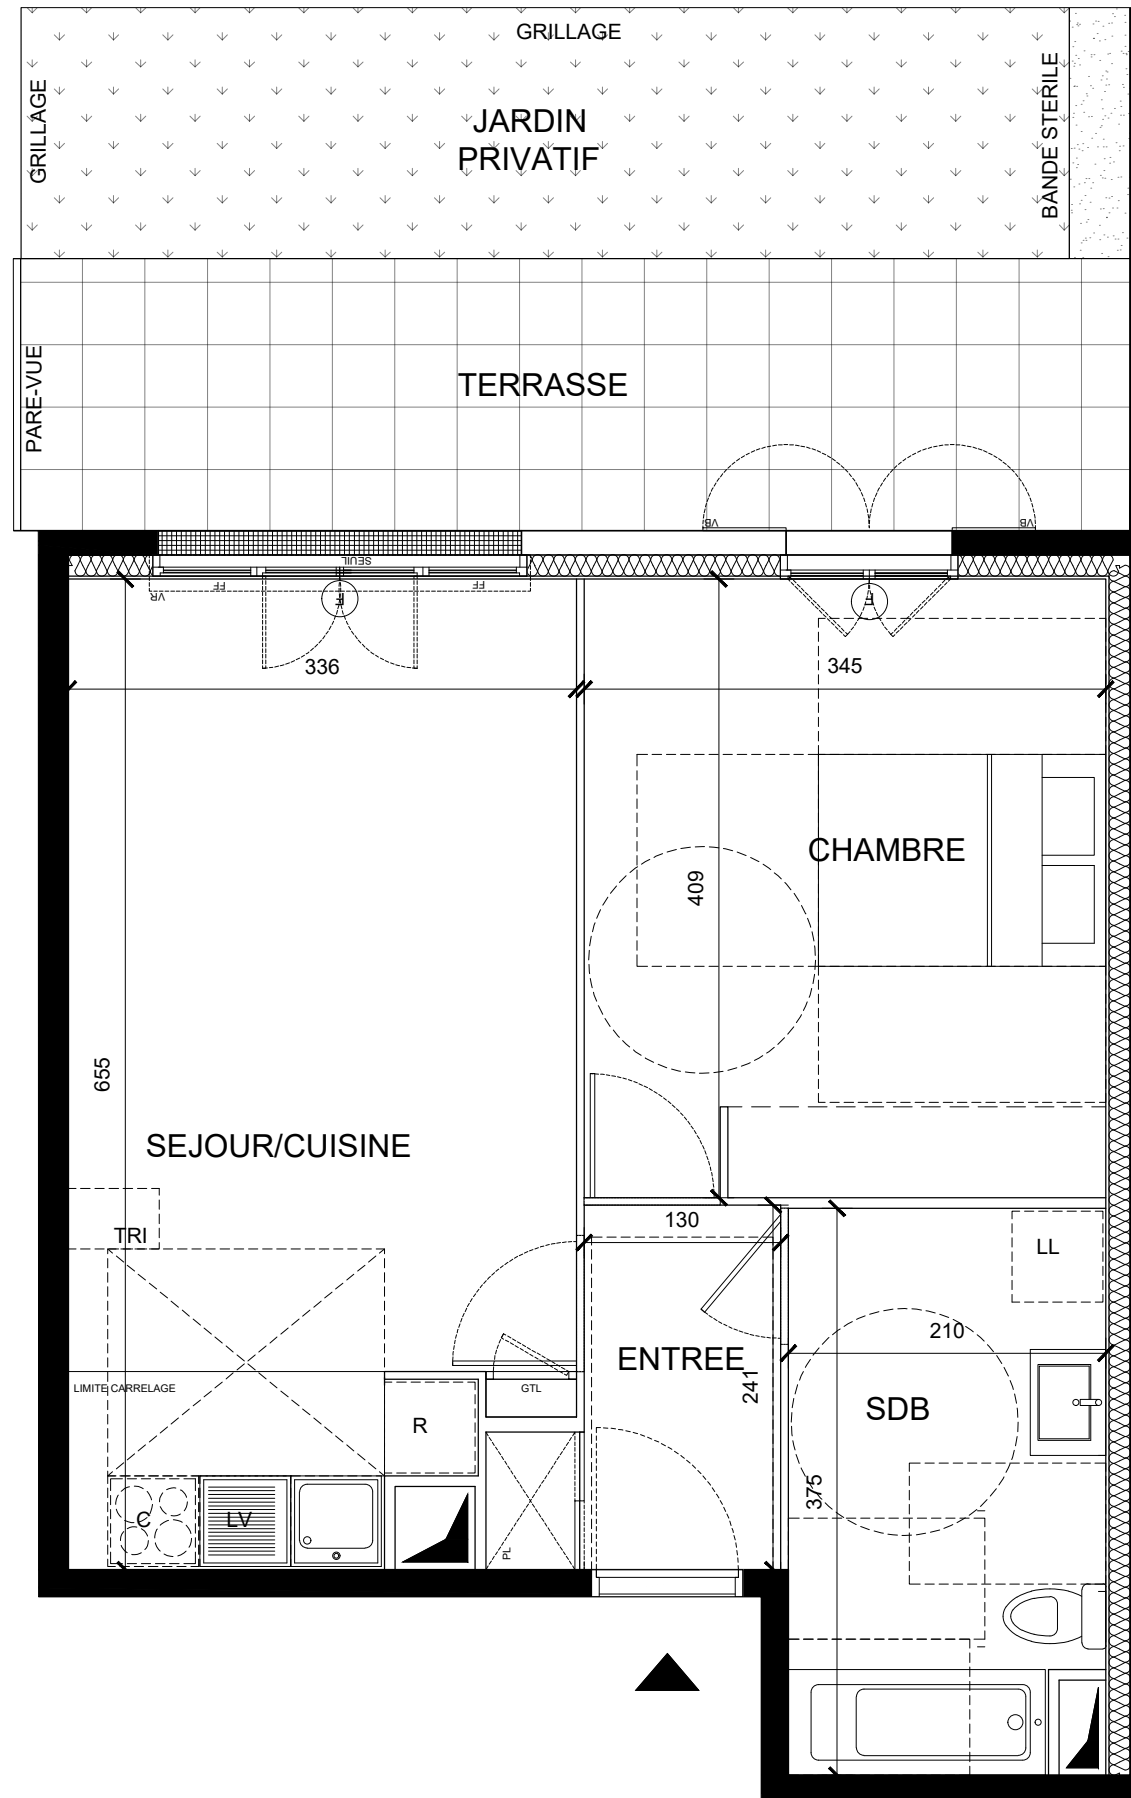 GRILLAGE
GRILLAGE
JARDIN
PRIVATIF
BANDE STERILE
PARE-VUE
TERRASSE
VB
VB
SEUIL
FF
FF
VR
F
F
336
345
CHAMBRE
409
655
SEJOUR/CUISINE
TRI
130
LL
210
ENTREE
241
LIMITE CARRELAGE
GTL
SDB
R
375
C
LV
PL